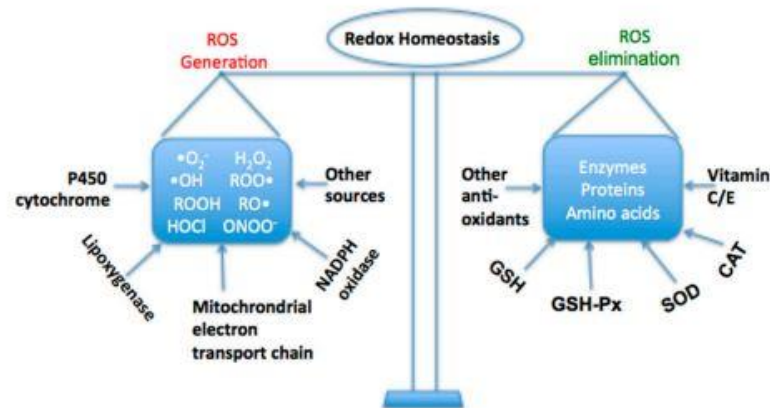 ROS
Generation
Redox Homeostasis
ROS
elimination
•O₂⁻ H₂O₂
•OH ROO•
ROOH RO•
HOCl ONOO⁻
P450
cytochrome
Other
sources
Lipoxygenase
Mitochrondrial
electron
transport chain
NADPH
oxidase
Enzymes
Proteins
Amino acids
Other
anti-
oxidants
Vitamin
C/E
GSH
GSH-Px
SOD
CAT